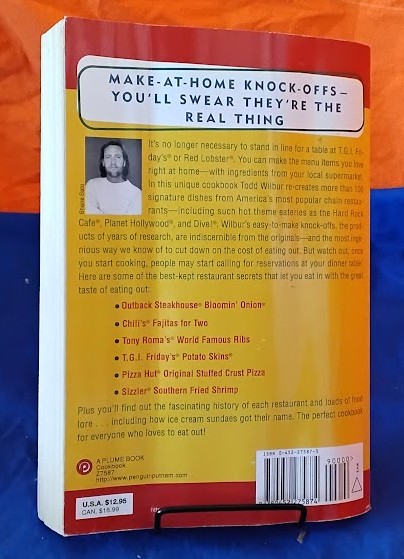 MAKE-AT-HOME KNOCK-OFFS—
YOU'LL SWEAR THEY'RE THE
REAL THING
It's no longer necessary to stand in line for a table at T.G.I. Fri-
day's® or Red Lobster®. You can make the menu items you love
right at home—with ingredients from your local supermarket.
In this unique cookbook Todd Wilbur re-creates more than 100
signature dishes from America's most popular chain restau-
rants—including such hot theme eateries as the Hard Rock
Cafe®, Planet Hollywood®, and Dive!®. Wilbur's easy-to-make knock-offs, the prod-
ucts of years of research, are indiscernible from the originals—and the most inge-
nious way we know of to cut down on the cost of eating out. But watch out, once
you start cooking, people may start calling for reservations at your dinner table!
Here are some of the best-kept restaurant secrets that let you eat in with the great
taste of eating out:
• Outback Steakhouse® Bloomin' Onion®
• Chili's® Fajitas for Two
• Tony Roma's® World Famous Ribs
• T.G.I. Friday's® Potato Skins®
• Pizza Hut® Original Stuffed Crust Pizza
• Sizzler® Southern Fried Shrimp
Plus you'll find out the fascinating history of each restaurant and loads of food
lore . . . including how ice cream sundaes got their name. The perfect cookbook
for everyone who loves to eat out!
A PLUME BOOK
Cookbook
Z7587
http://www.penguinputnam.com
U.S.A. $12.95
CAN. $16.99
ISBN 0-452-27587-5
90000>